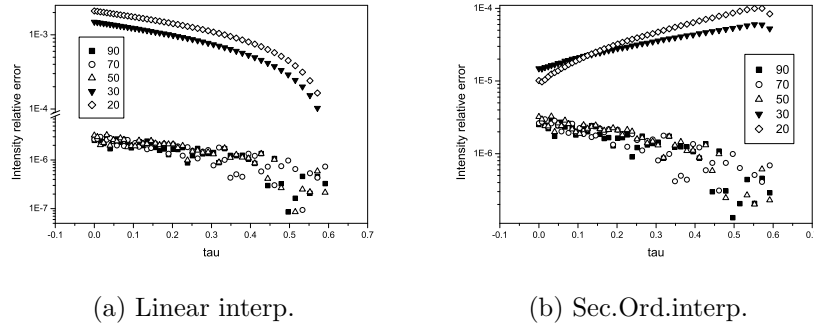 Intensity relative error
1E-3
1E-4
1E-6
1E-7
90
70
50
30
20
-0.1 0.0 0.1 0.2 0.3 0.4 0.5 0.6 0.7
tau
(a) Linear interp.
Intensity relative error
1E-4
1E-5
1E-6
90
70
50
30
20
-0.1 0.0 0.1 0.2 0.3 0.4 0.5 0.6 0.7
tau
(b) Sec.Ord.interp.